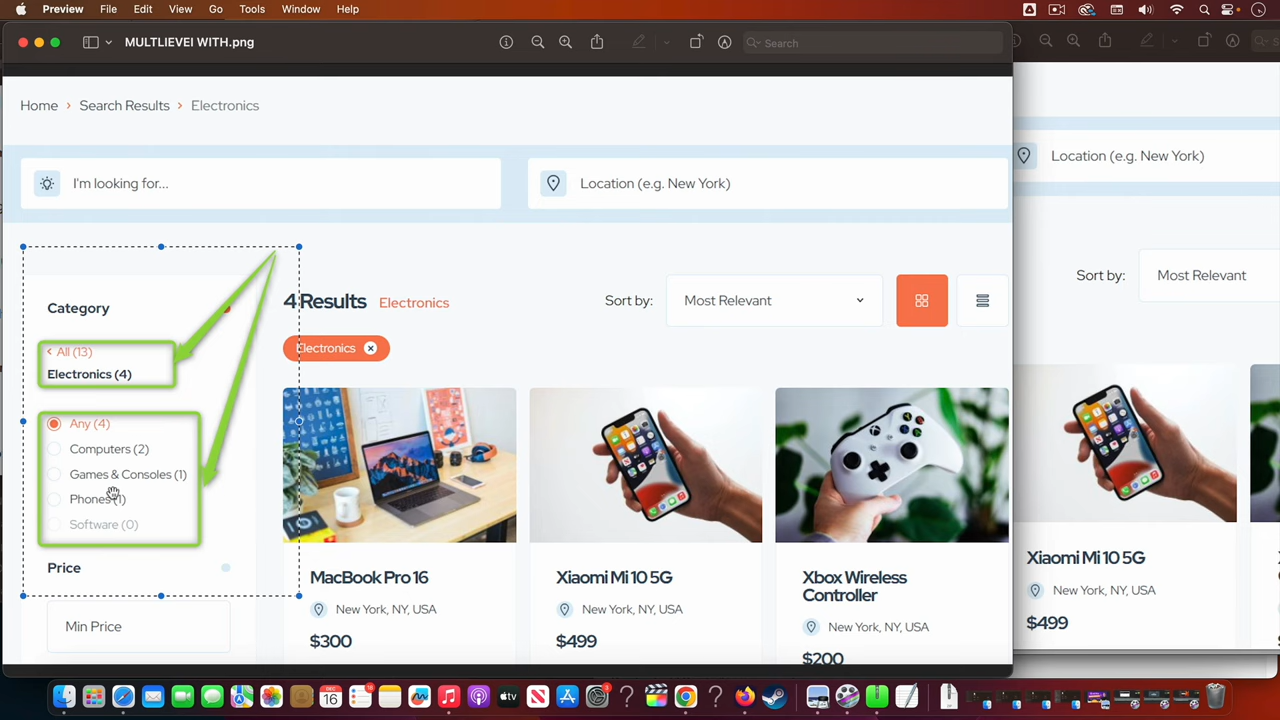 Preview File Edit View Go Tools Window Help
MULTLIEVEl WITH.png
Search
Home > Search Results > Electronics
I'm looking for...
Location (e.g. New York)
Location (e.g. New York)
Category
4 Results Electronics
Sort by: Most Relevant
Sort by: Most Relevant
Electronics
< All (13)
Electronics (4)
Any (4)
Computers (2)
Games & Consoles (1)
Phones (1)
Software (0)
Price
Min Price
MacBook Pro 16
New York, NY, USA
$300
Xiaomi Mi 10 5G
New York, NY, USA
$499
Xbox Wireless
Controller
New York, NY, USA
$200
Xiaomi Mi 10 5G
New York, NY, USA
$499